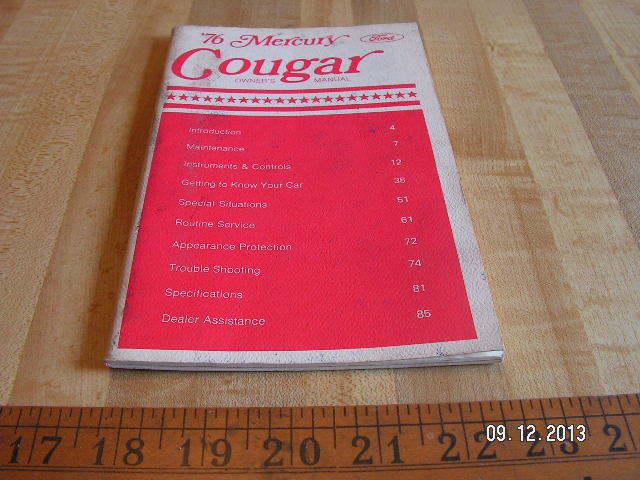 '76 Mercury Ford
Cougar
OWNER'S MANUAL
Introduction 4
Maintenance 7
Instruments & Controls 12
Getting to Know Your Car 36
Special Situations 51
Routine Service 61
Appearance Protection 72
Trouble Shooting 74
Specifications 81
Dealer Assistance 85
17 18 19 20 21 22 23 2
09.12.2013